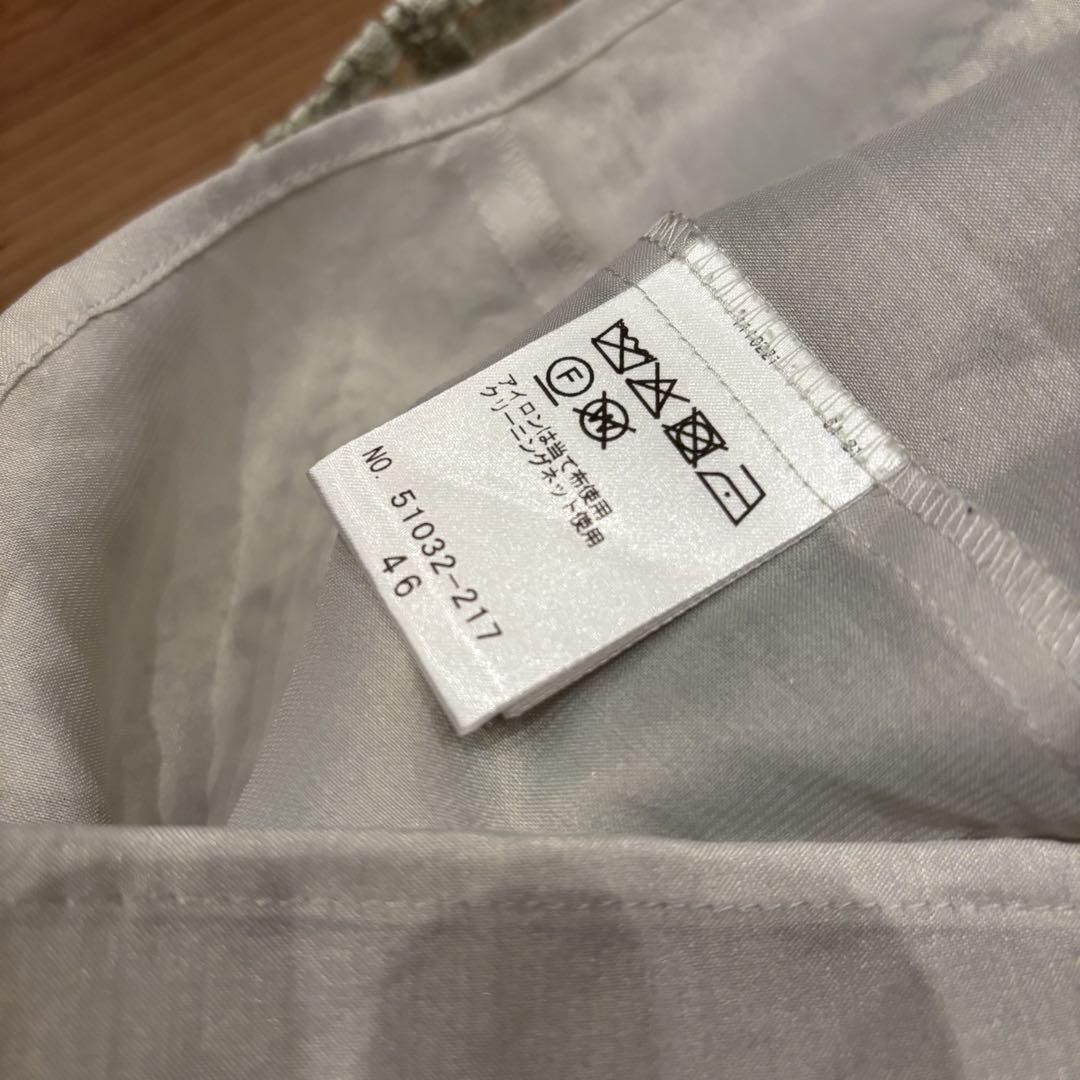 F
W
アイロンは当て布使用
クリーニングネット使用
NO. 51032-217
46